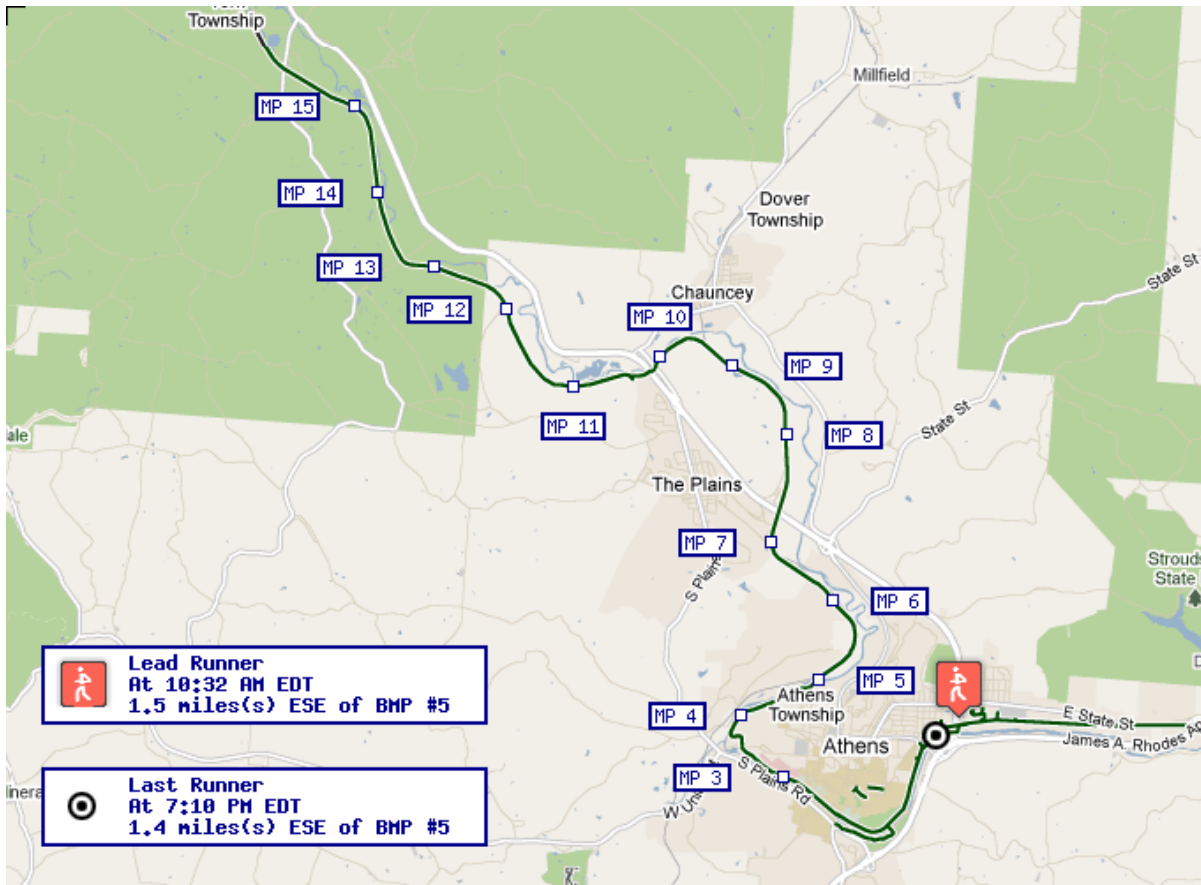 Township
Millfield
MP 15
MP 14
Dover
Township
State St
MP 13
Chauncey
MP 12
MP 10
MP 9
State St
MP 11
MP 8
The Plains
MP 7
S Plains
Strouds
State
MP 6
Lead Runner
At 10:32 AM EDT
1.5 miles(s) ESE of BMP #5
MP 5
Athens
Township
MP 4
E State St
James A. Rhodes Ap
Athens
S Plains Rd
MP 3
W Uni
Last Runner
At 7:10 PM EDT
1.4 miles(s) ESE of BMP #5